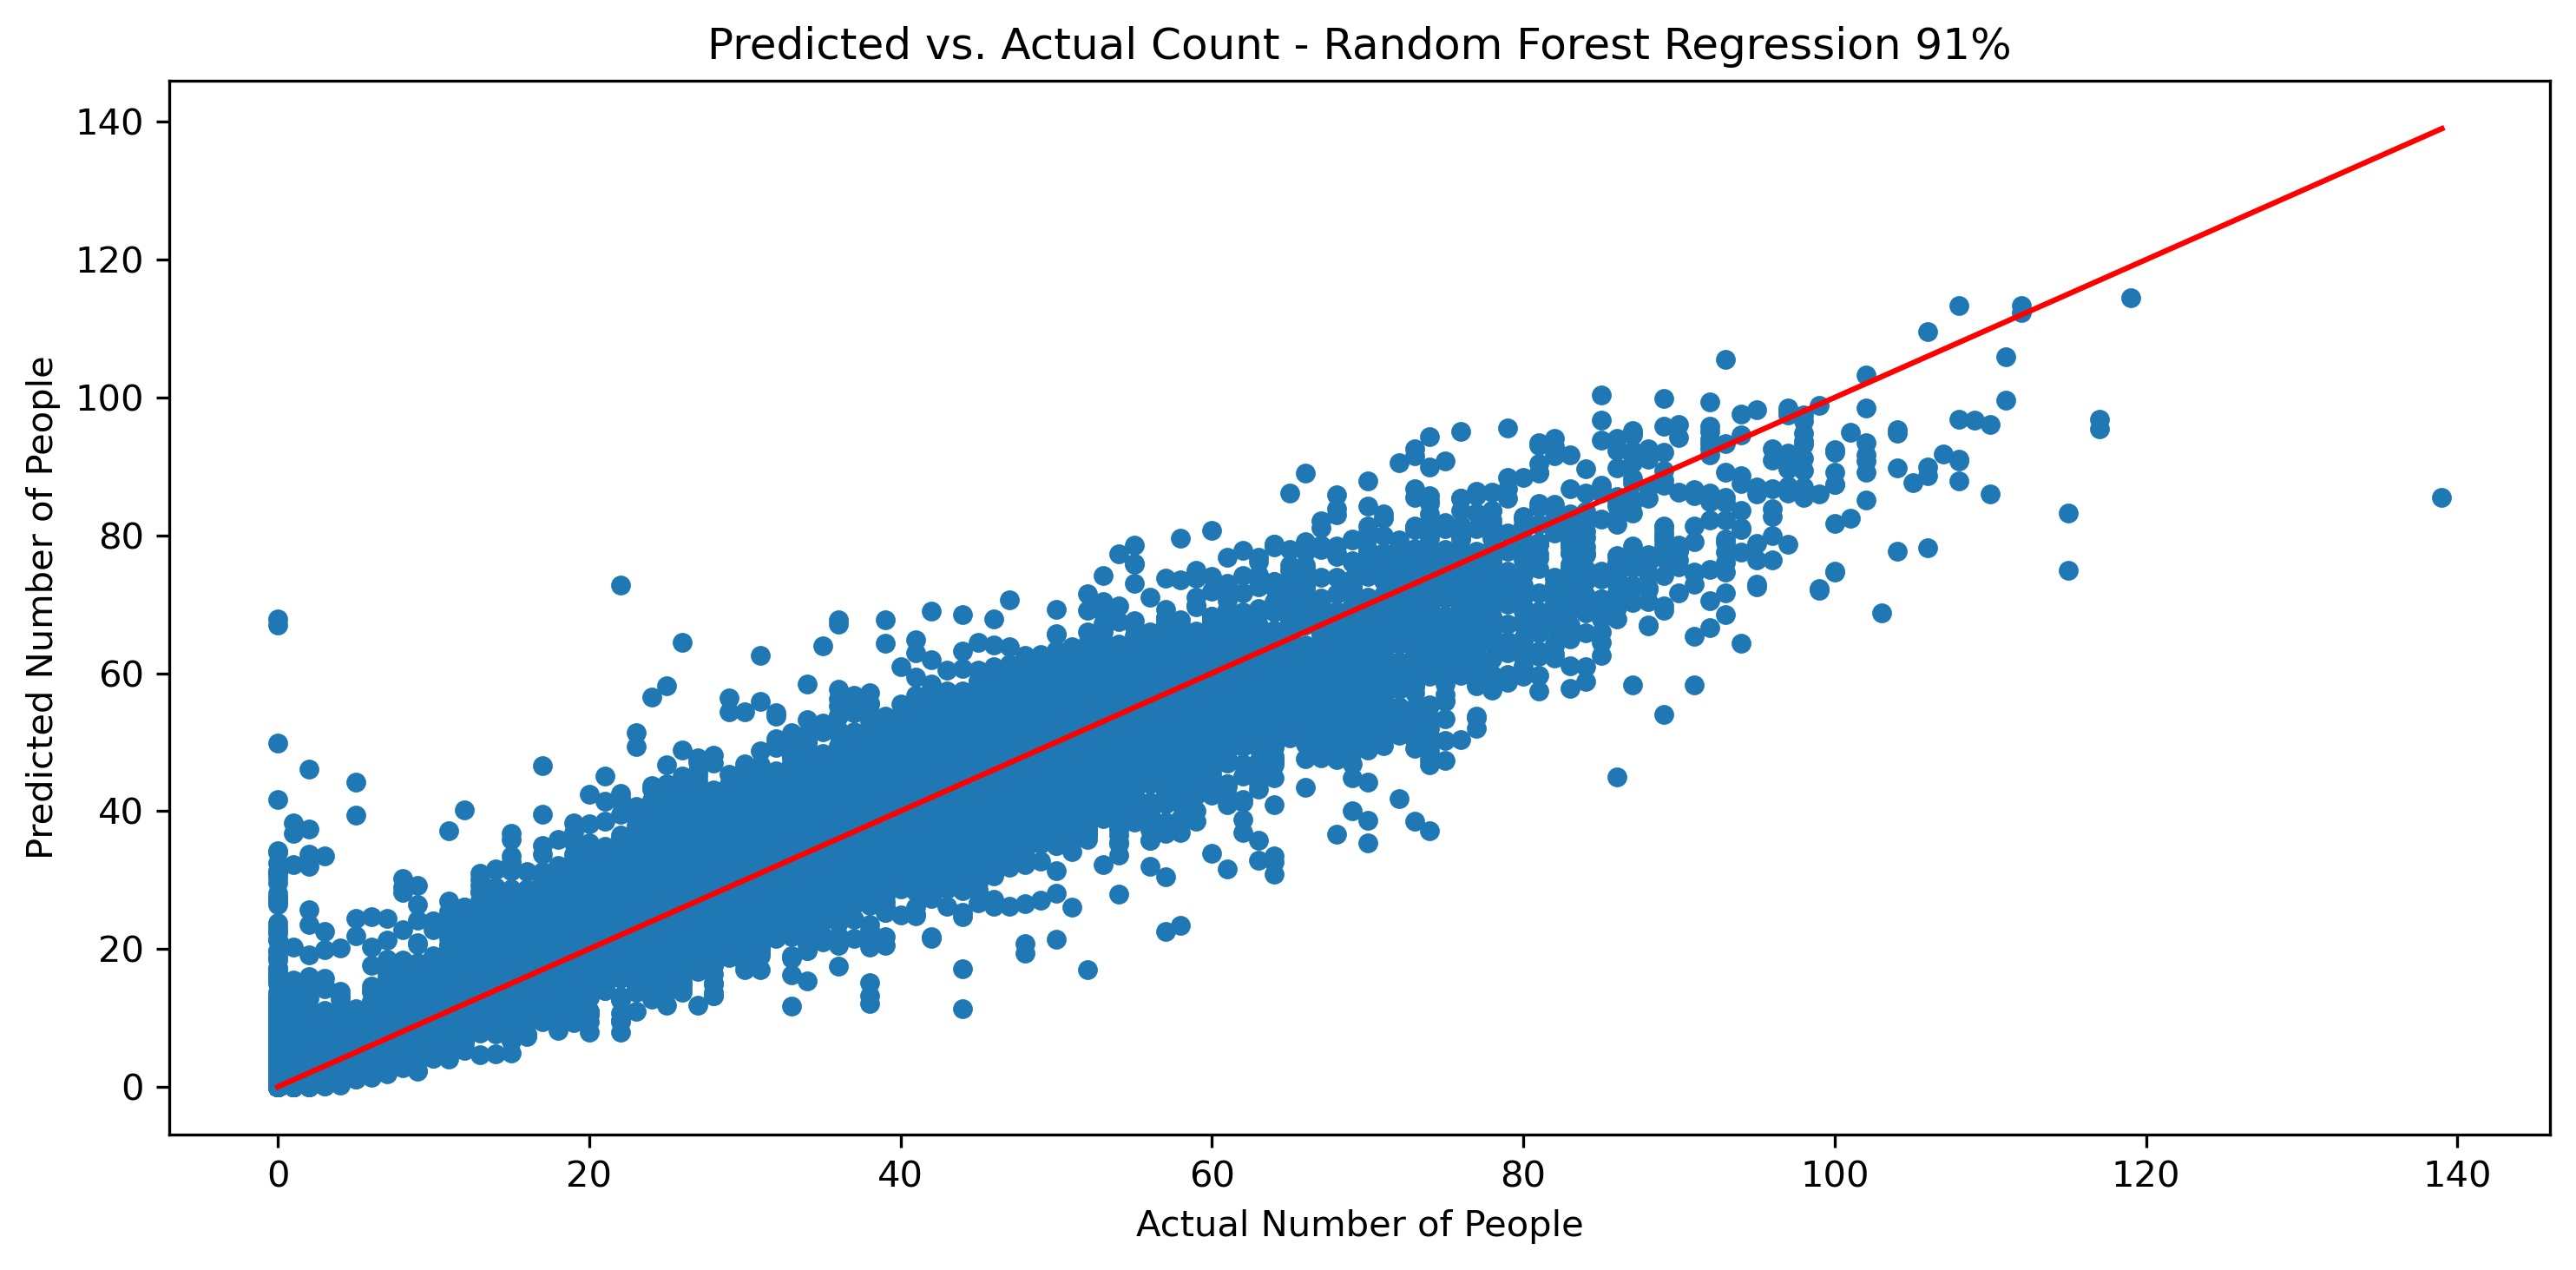 Predicted vs. Actual Count - Random Forest Regression 91%
140
120
100
80
60
40
20
0
Predicted Number of People
0 20 40 60 80 100 120 140
Actual Number of People